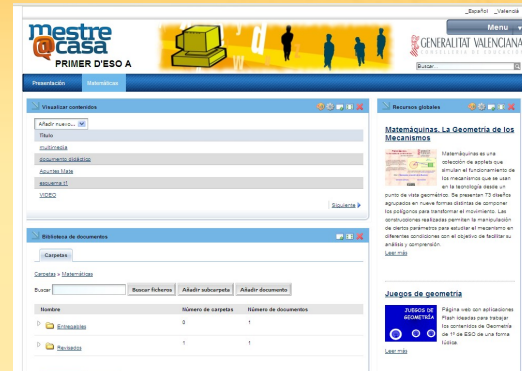 _Español _Valencià
Menu
mestre
@casa
PRIMER D'ESO A
GENERALITAT VALENCIANA
Buscar...
Presentación Matemáticas
Visualizar contenidos
Añadir nuevo...
Título
multimedia
documento didáctico
Apuntes Mate
esquema t1
VIDEO
Siguiente
Biblioteca de documentos
Carpetas
Carpetas » Matemáticas
Buscar Buscar ficheros Añadir subcarpeta Añadir documento
Nombre Número de carpetas Número de documentos
Entregables 0 1
Revisados 1 1
Recursos globales
Matemáquinas. La Geometría de los
Mecanismos
Matemáquinas es una
colección de applets que
simulan el funcionamiento de
los mecanismos que se usan
en la tecnología desde un
punto de vista geométrico. Se presentan 73 diseños
agrupados en nueve formas distintas de componer
los polígonos para transformar el movimiento. Las
construcciones realizadas permiten la manipulación
de ciertos parámetros para estudiar el mecanismo en
diferentes condiciones con el objetivo de facilitar su
análisis y comprensión.
Leer más
Juegos de geometría
JUEGOS DE
GEOMETRÍA
Página web con aplicaciones
Flash ideadas para trabajar
los contenidos de Geometría
de 1º de ESO de una forma
lúdica.
Leer más